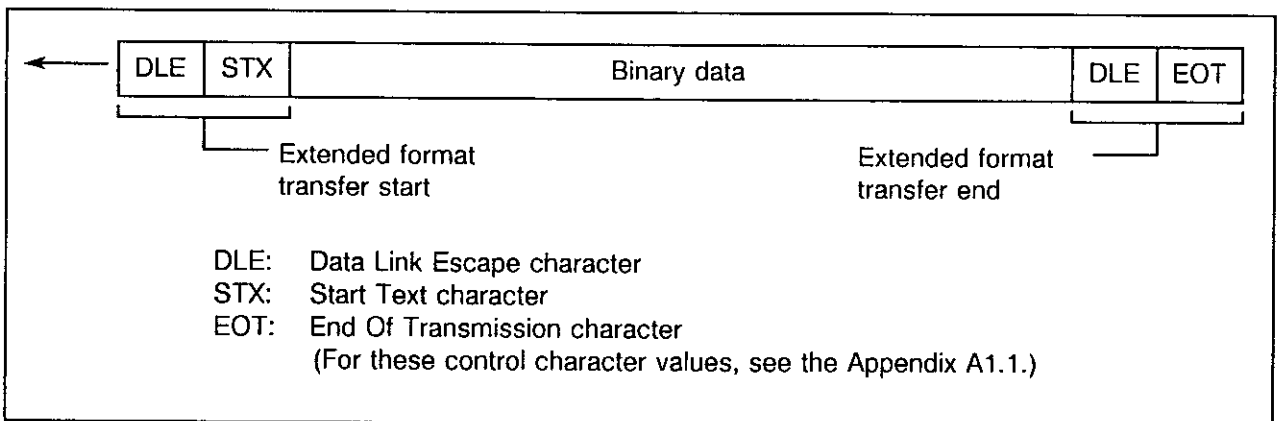 DLE STX Binary data DLE EOT
Extended format
transfer start
Extended format
transfer end
DLE: Data Link Escape character
STX: Start Text character
EOT: End Of Transmission character
(For these control character values, see the Appendix A1.1.)